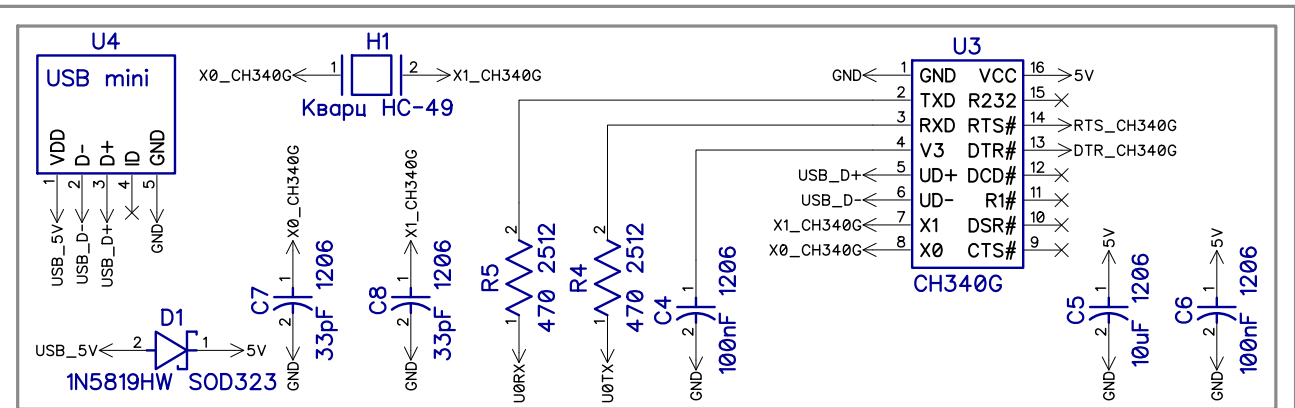 U4
USB mini
VDD
D-
D+
ID
GND
1
2
3
4
5
USB_5V
USB_D-
USB_D+
GND
H1
X0_CH340G
1
2
X1_CH340G
Кварц HC-49
X0_CH340G
1
C7
1206
33pF
2
GND
X1_CH340G
1
C8
1206
33pF
2
GND
D1
USB_5V
2
1
5V
1N5819HW SOD323
2
R5
470 2512
1
U0RX
2
R4
470 2512
1
U0TX
1
C4
1206
100nF
2
GND
U3
GND 1 GND VCC 16 5V
2 TXD R232 15
3 RXD RTS# 14 RTS_CH340G
4 V3 DTR# 13 DTR_CH340G
USB_D+ 5 UD+ DCD# 12
USB_D- 6 UD- R1# 11
X1_CH340G 7 X1 DSR# 10
X0_CH340G 8 X0 CTS# 9
CH340G
5V
1
C5
1206
10uF
2
GND
5V
1
C6
1206
100nF
2
GND